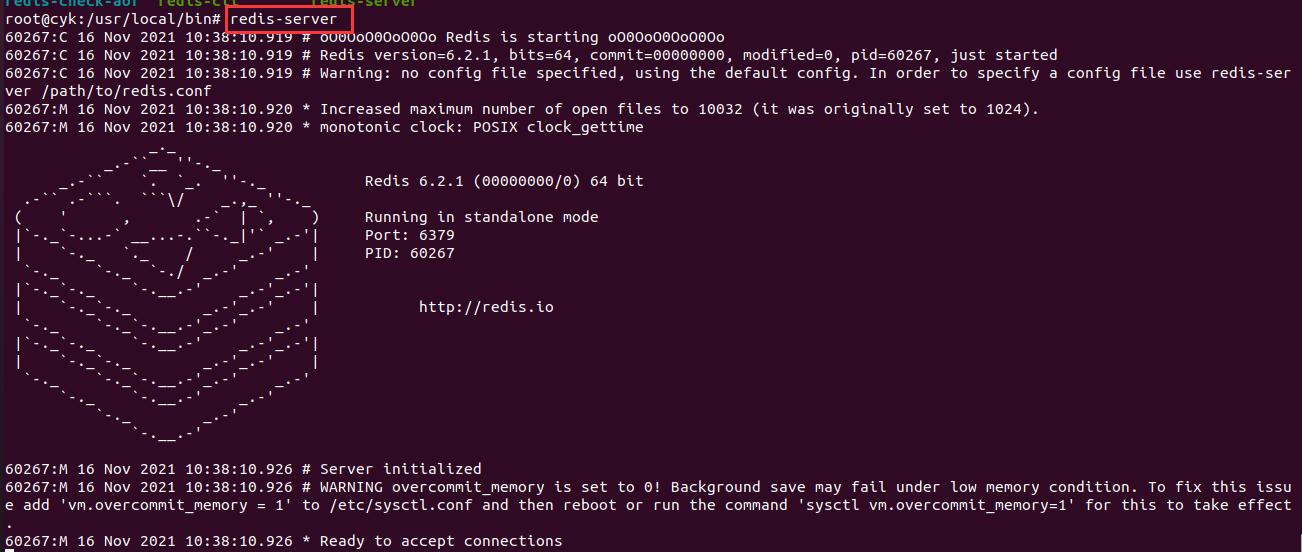 redis-check-aof redis-cli redis-server
root@cyk:/usr/local/bin# redis-server
60267:C 16 Nov 2021 10:38:10.919 # oO0OoO0OoO0Oo Redis is starting oO0OoO0OoO0Oo
60267:C 16 Nov 2021 10:38:10.919 # Redis version=6.2.1, bits=64, commit=00000000, modified=0, pid=60267, just started
60267:C 16 Nov 2021 10:38:10.919 # Warning: no config file specified, using the default config. In order to specify a config file use redis-ser
ver /path/to/redis.conf
60267:M 16 Nov 2021 10:38:10.920 * Increased maximum number of open files to 10032 (it was originally set to 1024).
60267:M 16 Nov 2021 10:38:10.920 * monotonic clock: POSIX clock_gettime
Redis 6.2.1 (00000000/0) 64 bit
Running in standalone mode
Port: 6379
PID: 60267
http://redis.io
60267:M 16 Nov 2021 10:38:10.926 # Server initialized
60267:M 16 Nov 2021 10:38:10.926 # WARNING overcommit_memory is set to 0! Background save may fail under low memory condition. To fix this issu
e add 'vm.overcommit_memory = 1' to /etc/sysctl.conf and then reboot or run the command 'sysctl vm.overcommit_memory=1' for this to take effect
.
60267:M 16 Nov 2021 10:38:10.926 * Ready to accept connections